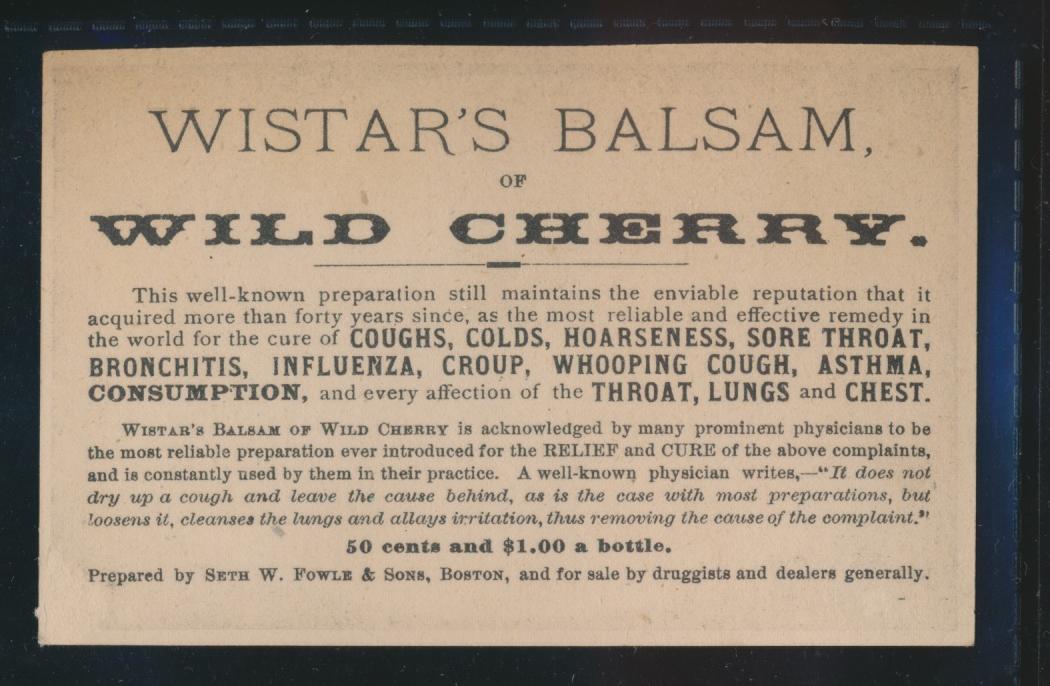 WISTAR'S BALSAM,
OF
WILD CHERRY.
This well-known preparation still maintains the enviable reputation that it
acquired more than forty years since, as the most reliable and effective remedy in
the world for the cure of COUGHS, COLDS, HOARSENESS, SORE THROAT,
BRONCHITIS, INFLUENZA, CROUP, WHOOPING COUGH, ASTHMA,
CONSUMPTION, and every affection of the THROAT, LUNGS and CHEST.
WISTAR'S BALSAM OF WILD CHERRY is acknowledged by many prominent physicians to be
the most reliable preparation ever introduced for the RELIEF and CURE of the above complaints,
and is constantly used by them in their practice. A well-known physician writes,—"It does not
dry up a cough and leave the cause behind, as is the case with most preparations, but
loosens it, cleanses the lungs and allays irritation, thus removing the cause of the complaint."
50 cents and $1.00 a bottle.
Prepared by SETH W. FOWLE & SONS, BOSTON, and for sale by druggists and dealers generally.